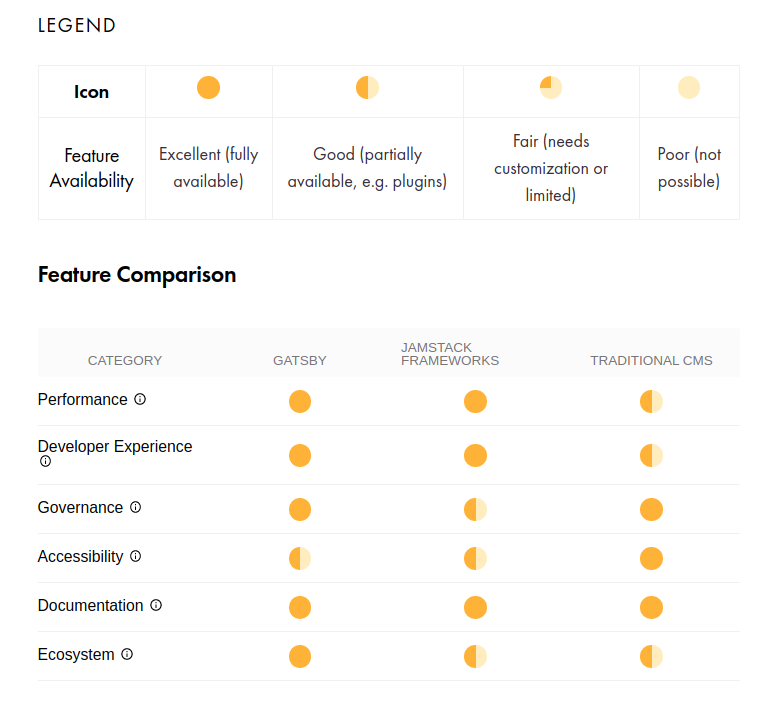 LEGEND
Icon
Feature Availability
Excellent (fully available)
Good (partially available, e.g. plugins)
Fair (needs customization or limited)
Poor (not possible)
Feature Comparison
CATEGORY
GATSBY
JAMSTACK FRAMEWORKS
TRADITIONAL CMS
Performance
Developer Experience
Governance
Accessibility
Documentation
Ecosystem